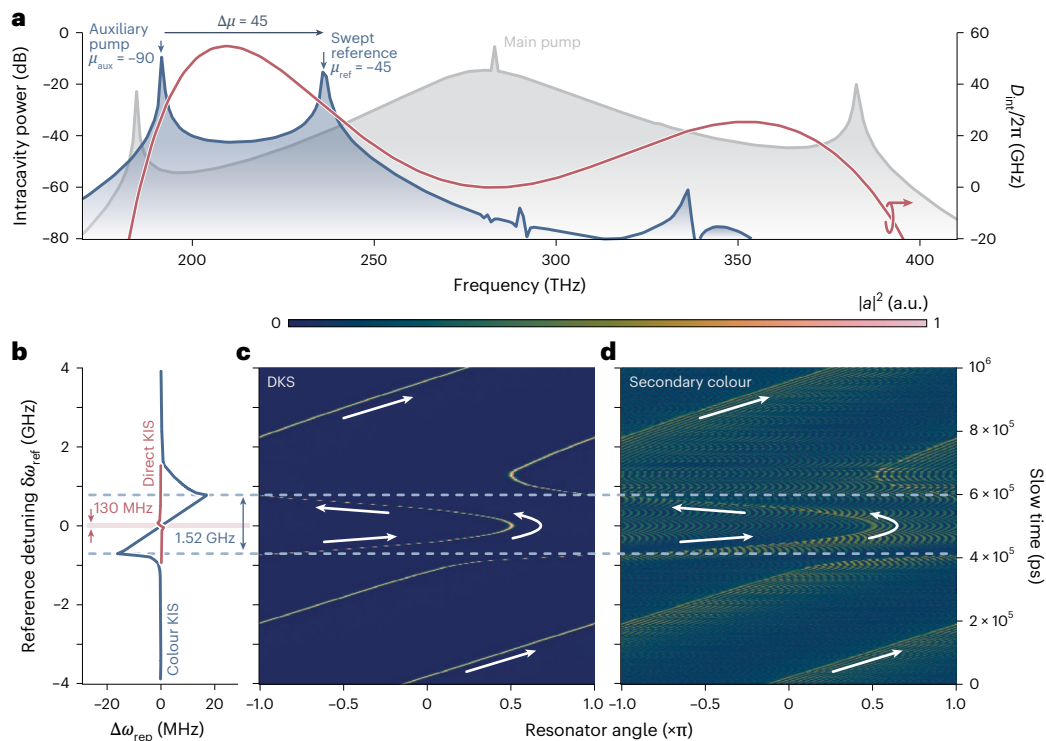 a
Auxiliary
pump
μaux = −90
Δμ = 45
Swept
reference
μref = −45
Main pump
0
−20
−40
−60
−80
Intracavity power (dB)
60
40
20
0
−20
Dint/2π (GHz)
200
250
300
350
400
Frequency (THz)
|a|² (a.u.)
0
1
b
c
d
4
2
0
−2
−4
Reference detuning δωref (GHz)
Direct KIS
130 MHz
1.52 GHz
Colour KIS
−20
0
20
Δωrep (MHz)
DKS
−1.0
−0.5
0
0.5
1.0
Secondary colour
−1.0
−0.5
0
0.5
1.0
Resonator angle (×π)
10⁶
8 × 10⁵
6 × 10⁵
4 × 10⁵
2 × 10⁵
0
Slow time (ps)